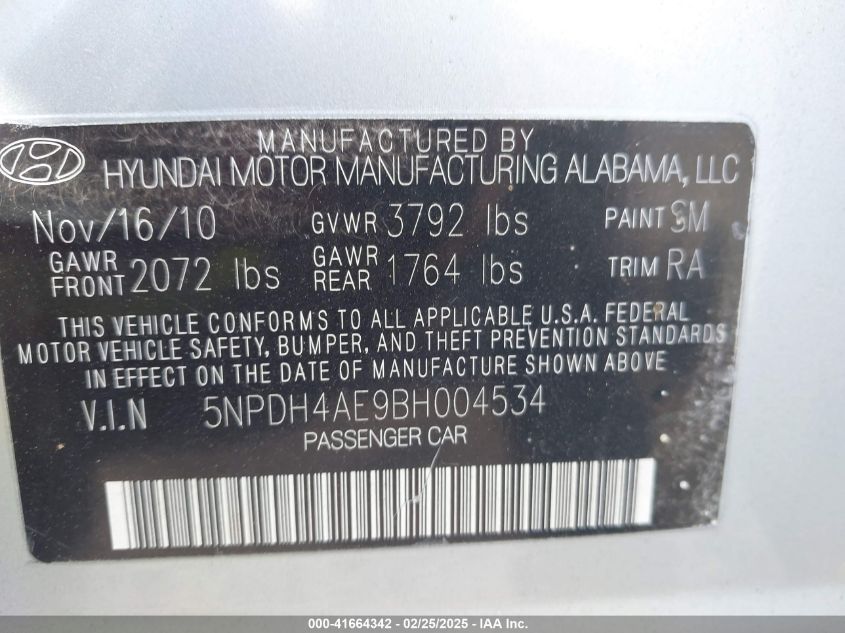 MANUFACTURED BY
HYUNDAI MOTOR MANUFACTURING ALABAMA, LLC
Nov/16/10 GVWR 3792 lbs PAINT SM
GAWR FRONT 2072 lbs GAWR REAR 1764 lbs TRIM RA
THIS VEHICLE CONFORMS TO ALL APPLICABLE U.S.A. FEDERAL
MOTOR VEHICLE SAFETY, BUMPER, AND THEFT PREVENTION STANDARDS
IN EFFECT ON THE DATE OF MANUFACTURE SHOWN ABOVE
V.I.N 5NPDH4AE9BH004534
PASSENGER CAR
000-41664342 - 02/25/2025 - IAA Inc.